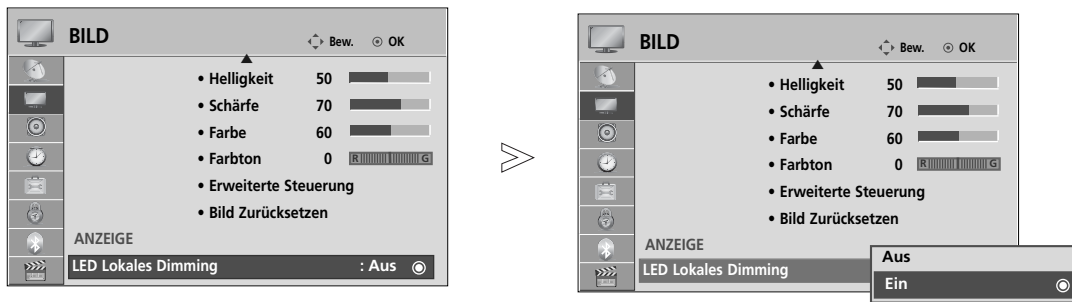 BILD
Bew. OK
• Helligkeit 50
• Schärfe 70
• Farbe 60
• Farbton 0 R G
• Erweiterte Steuerung
• Bild Zurücksetzen
ANZEIGE
LED Lokales Dimming : Aus
BILD
Bew. OK
• Helligkeit 50
• Schärfe 70
• Farbe 60
• Farbton 0 R G
• Erweiterte Steuerung
• Bild Zurücksetzen
ANZEIGE
LED Lokales Dimming
Aus
Ein